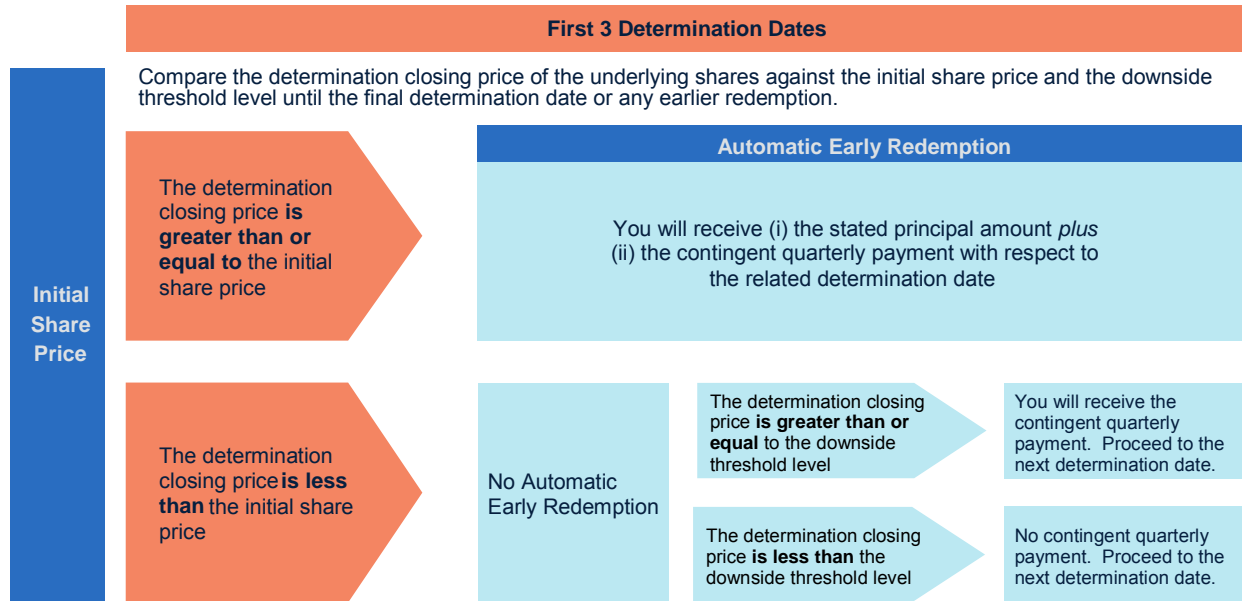 First 3 Determination Dates
Compare the determination closing price of the underlying shares against the initial share price and the downside
threshold level until the final determination date or any earlier redemption.
Initial
Share
Price
The determination
closing price is
greater than or
equal to the initial
share price
Automatic Early Redemption
You will receive (i) the stated principal amount plus
(ii) the contingent quarterly payment with respect to
the related determination date
The determination
closing price is less
than the initial share
price
No Automatic
Early Redemption
The determination closing
price is greater than or
equal to the downside
threshold level
You will receive the
contingent quarterly
payment.  Proceed to the
next determination date.
The determination closing
price is less than the
downside threshold level
No contingent quarterly
payment.  Proceed to the
next determination date.